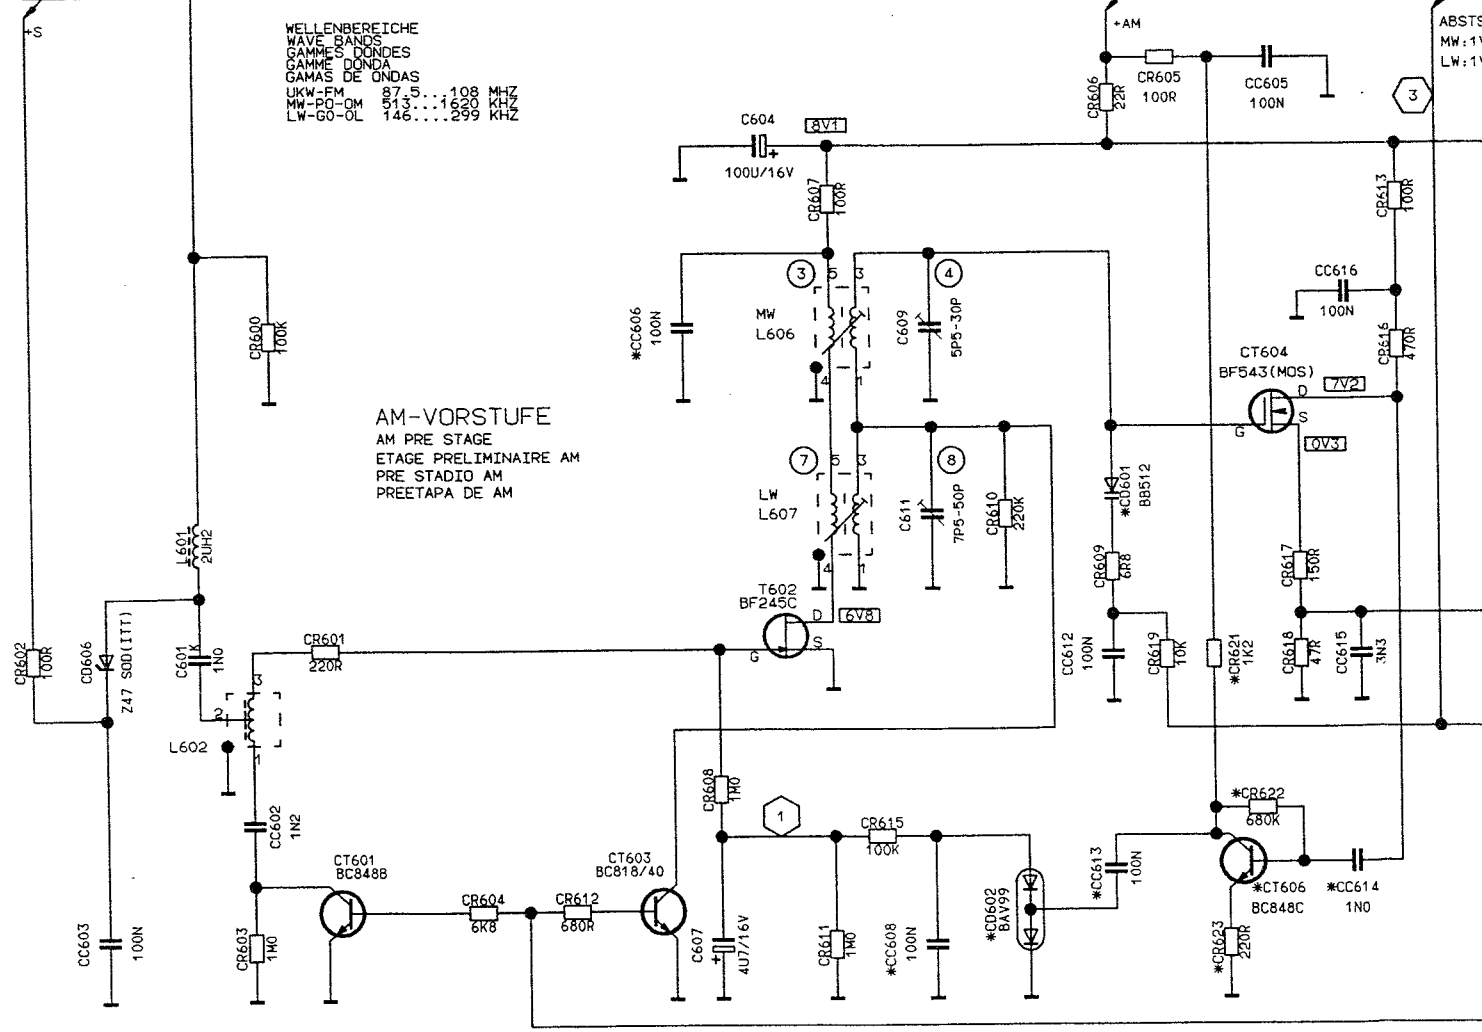 +S
WELLENBEREICHE
WAVE BANDS
GAMMES DONDES
GAMME DONDA
GAMAS DE ONDAS
UKW-FM 87.5...108 MHZ
MW-PO-OM 513...1620 KHZ
LW-GO-OL 146....299 KHZ
+AM
ABSTS
MW:1V
LW:1V
CR605
100R
CC605
100N
CR606
22R
3
C604
8V1
100U/16V
CR607
100R
CR613
100R
CC616
100N
CR616
470R
CR600
100K
*CC606
100N
3
5
3
4
MW
L606
4
1
C609
5P5-30P
CT604
BF543(MOS)
7V2
D
S
G
0V3
AM-VORSTUFE
AM PRE STAGE
ETAGE PRELIMINAIRE AM
PRE STADIO AM
PREETAPA DE AM
7
5
3
8
LW
L607
4
1
C611
7P5-50P
CR610
220K
*CD601
BB512
CR609
6R8
CR617
150R
L601
2UH2
T602
BF245C
D
6V8
S
G
CR602
100R
CD606
Z47 SOD(ITT)
C601
K
1N0
CR601
220R
3
2
L602
1
CC612
100N
CR619
10K
*CR621
1K2
CR618
47R
CC615
3N3
CR608
1M0
1
CR615
100K
*CR622
680K
CC602
1N2
CT601
BC848B
CT603
BC818/40
CR604
6K8
CR612
680R
CC603
100N
CR603
1M0
C607
4U7/16V
CR611
1M0
*CC608
100N
*CD602
BAV99
*CC613
100N
*CT606
BC848C
*CC614
1N0
*CR623
220R